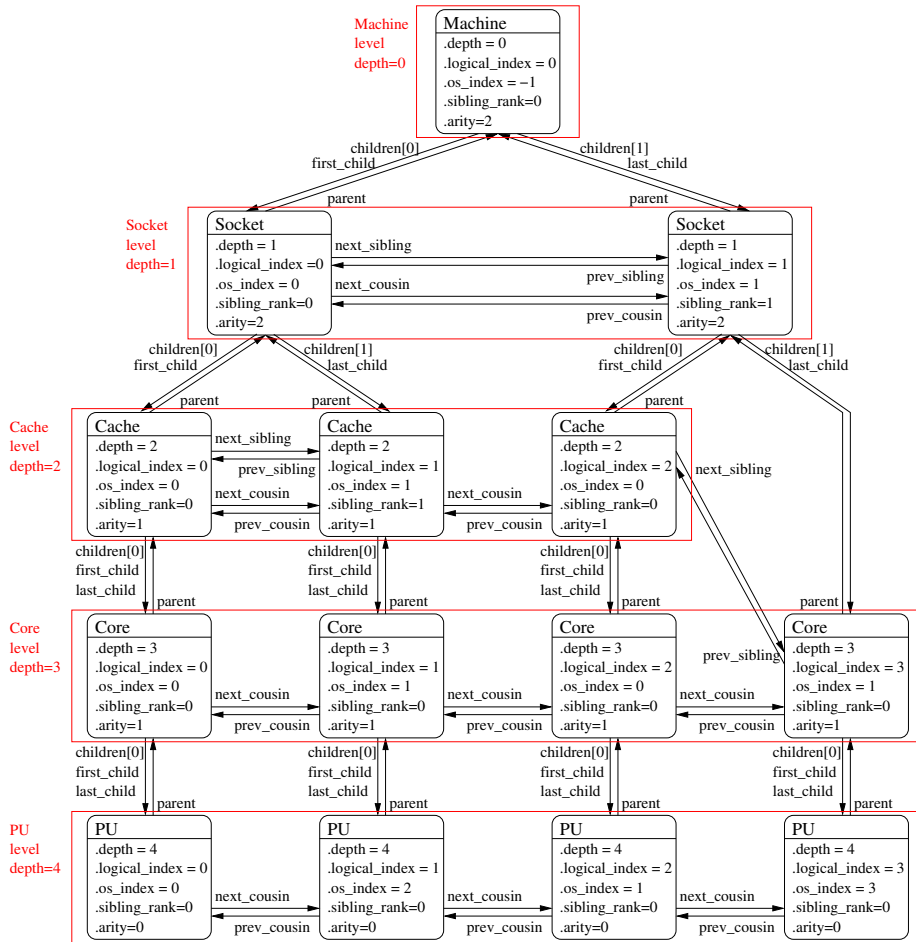 Machine
level
depth=0
Machine
.depth = 0
.logical_index = 0
.os_index = −1
.sibling_rank=0
.arity=2
children[0]
first_child
children[1]
last_child
parent
parent
Socket
level
depth=1
Socket
.depth = 1
.logical_index =0
.os_index = 0
.sibling_rank=0
.arity=2
next_sibling
prev_sibling
next_cousin
prev_cousin
Socket
.depth = 1
.logical_index = 1
.os_index = 1
.sibling_rank=1
.arity=2
children[0]
first_child
children[1]
last_child
children[0]
first_child
children[1]
last_child
parent
parent
parent
Cache
level
depth=2
Cache
.depth = 2
.logical_index = 0
.os_index = 0
.sibling_rank=0
.arity=1
next_sibling
prev_sibling
next_cousin
prev_cousin
Cache
.depth = 2
.logical_index = 1
.os_index = 1
.sibling_rank=1
.arity=1
next_cousin
prev_cousin
Cache
.depth = 2
.logical_index = 2
.os_index = 0
.sibling_rank=0
.arity=1
next_sibling
prev_sibling
children[0]
first_child
last_child
parent
children[0]
first_child
last_child
parent
children[0]
first_child
last_child
parent
parent
Core
level
depth=3
Core
.depth = 3
.logical_index = 0
.os_index = 0
.sibling_rank=0
.arity=1
next_cousin
prev_cousin
Core
.depth = 3
.logical_index = 1
.os_index = 1
.sibling_rank=0
.arity=1
next_cousin
prev_cousin
Core
.depth = 3
.logical_index = 2
.os_index = 0
.sibling_rank=0
.arity=1
next_cousin
prev_cousin
Core
.depth = 3
.logical_index = 3
.os_index = 1
.sibling_rank=0
.arity=1
children[0]
first_child
last_child
parent
children[0]
first_child
last_child
parent
children[0]
first_child
last_child
parent
children[0]
first_child
last_child
parent
PU
level
depth=4
PU
.depth = 4
.logical_index = 0
.os_index = 0
.sibling_rank=0
.arity=0
next_cousin
prev_cousin
PU
.depth = 4
.logical_index = 1
.os_index = 2
.sibling_rank=0
.arity=0
next_cousin
prev_cousin
PU
.depth = 4
.logical_index = 2
.os_index = 1
.sibling_rank=0
.arity=0
next_cousin
prev_cousin
PU
.depth = 4
.logical_index = 3
.os_index = 3
.sibling_rank=0
.arity=0